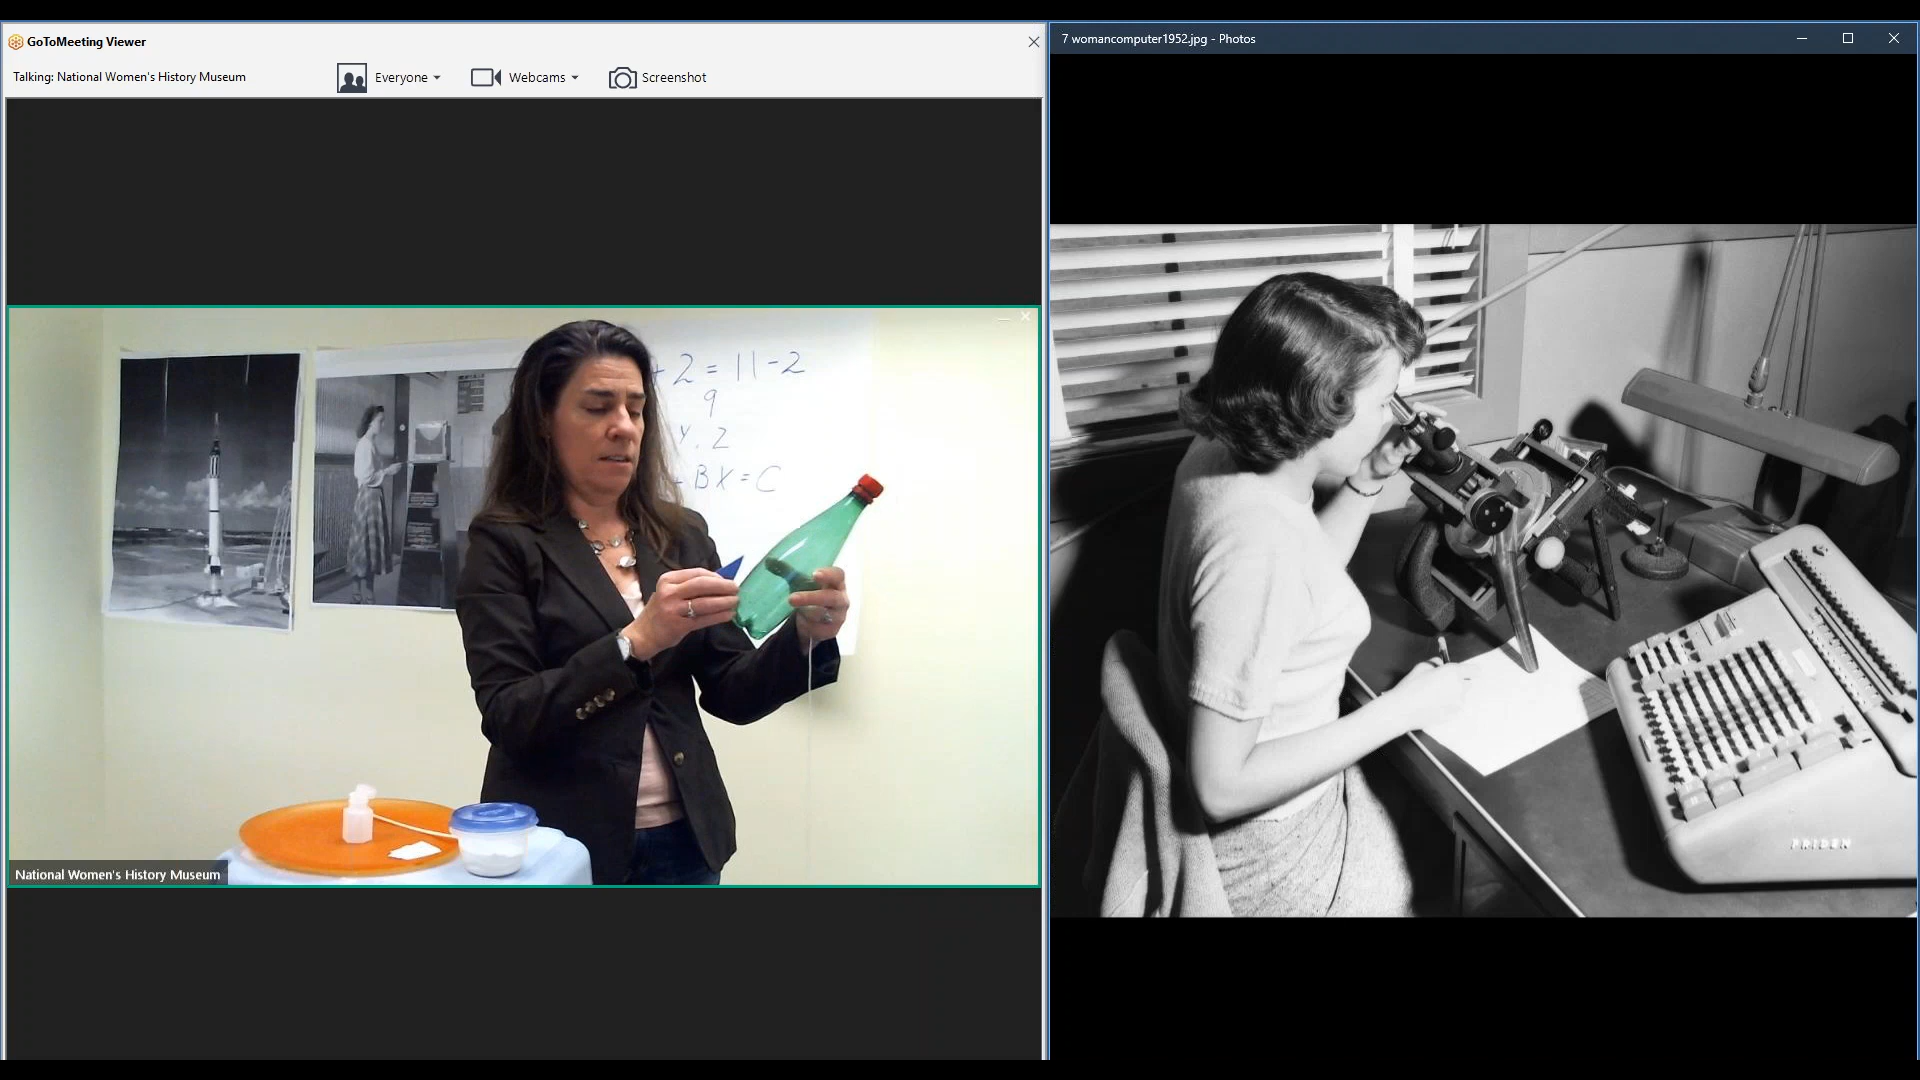 GoToMeeting Viewer
Talking: National Women's History Museum
Everyone
Webcams
Screenshot
7 womancomputer1952.jpg - Photos
+ 2 = 11 - 2
9
Y. 2
+ BX = C
National Women's History Museum
FRIDEN